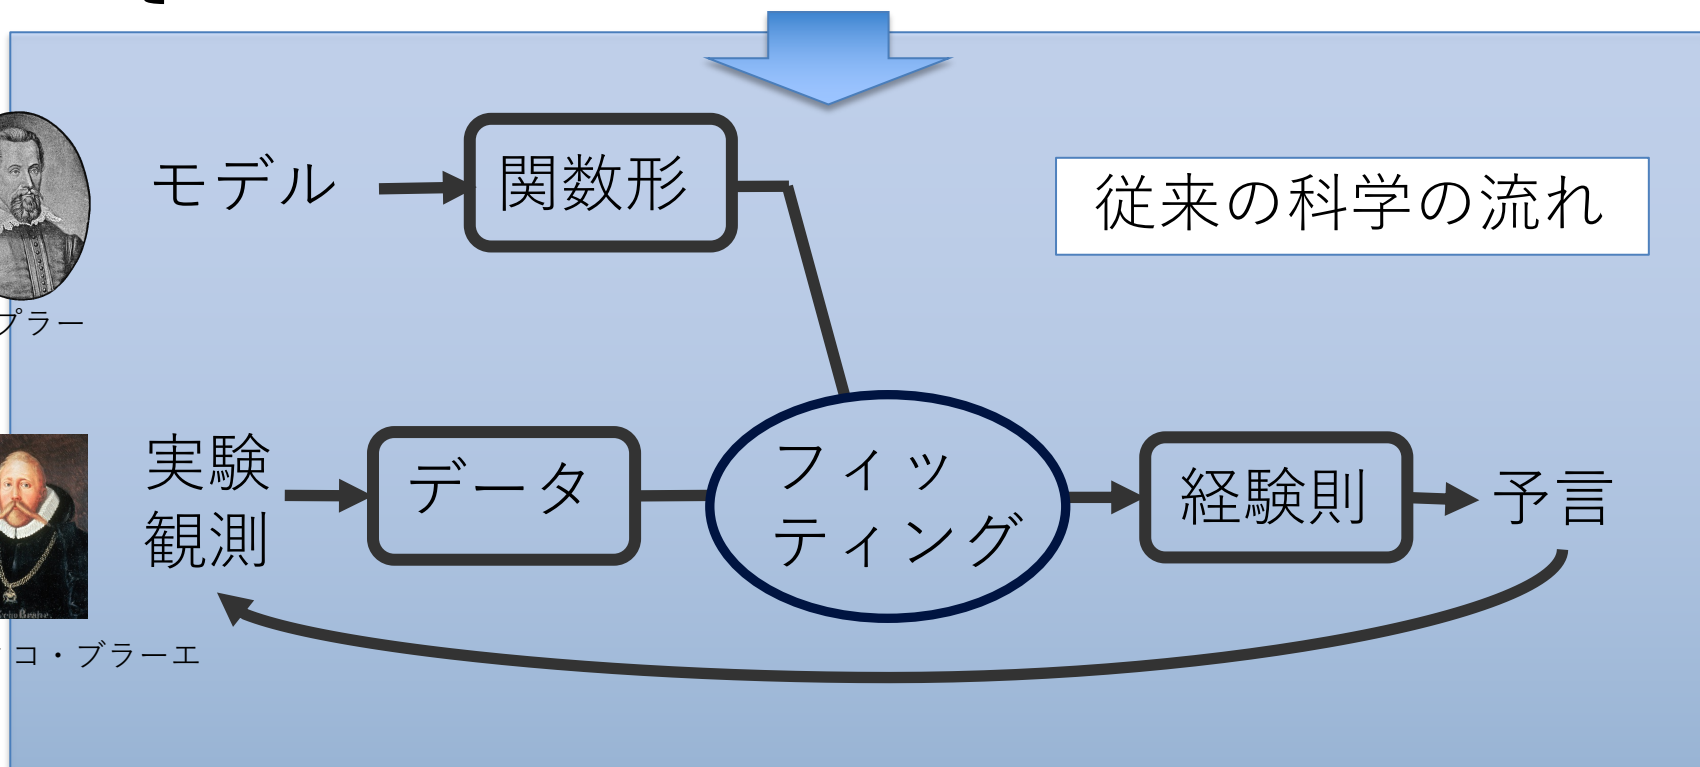 モデル
関数形
従来の科学の流れ
プラー
実験
観測
データ
フィッ
ティング
経験則
予言
コ・ブラーエ